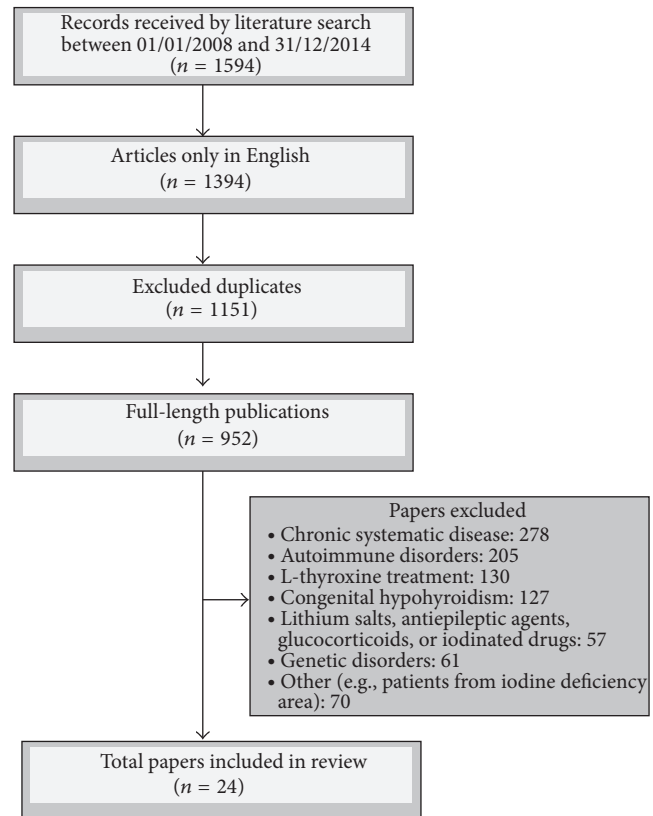 Records received by literature search
between 01/01/2008 and 31/12/2014
(n = 1594)
Articles only in English
(n = 1394)
Excluded duplicates
(n = 1151)
Full-length publications
(n = 952)
Papers excluded
• Chronic systematic disease: 278
• Autoimmune disorders: 205
• L-thyroxine treatment: 130
• Congenital hypohyroidism: 127
• Lithium salts, antiepileptic agents,
glucocorticoids, or iodinated drugs: 57
• Genetic disorders: 61
• Other (e.g., patients from iodine deficiency
area): 70
Total papers included in review
(n = 24)